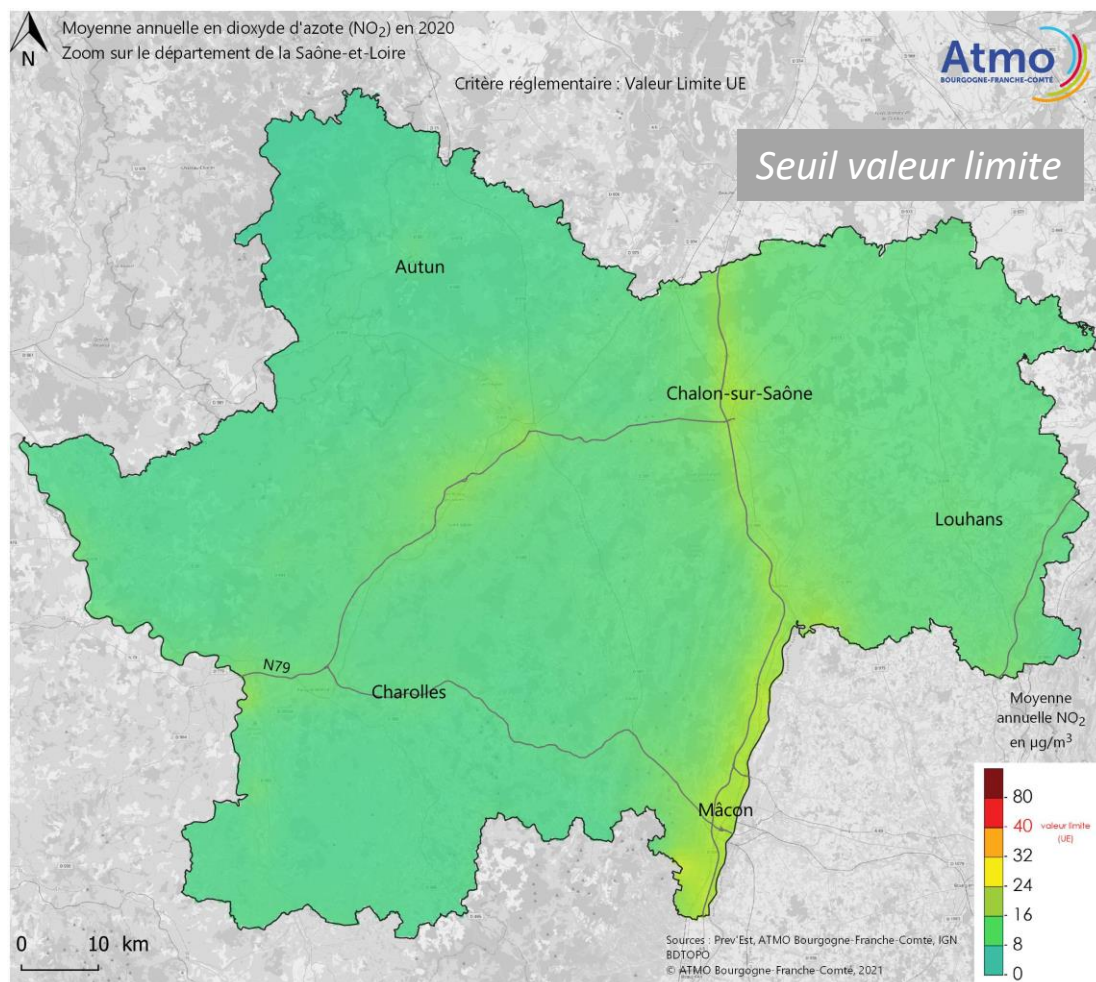 Moyenne annuelle en dioxyde d'azote (NO₂) en 2020
Zoom sur le département de la Saône-et-Loire
N
Critère réglementaire : Valeur Limite UE
Atmo
BOURGOGNE-FRANCHE-COMTÉ
Seuil valeur limite
Autun
Chalon-sur-Saône
Louhans
N79
Charolles
Mâcon
Moyenne
annuelle NO₂
en µg/m³
80
40 valeur limite
(UE)
32
24
16
8
0
0 10 km
Sources : Prev'Est, ATMO Bourgogne-Franche-Comté, IGN
BDTOPO
© ATMO Bourgogne-Franche-Comté, 2021